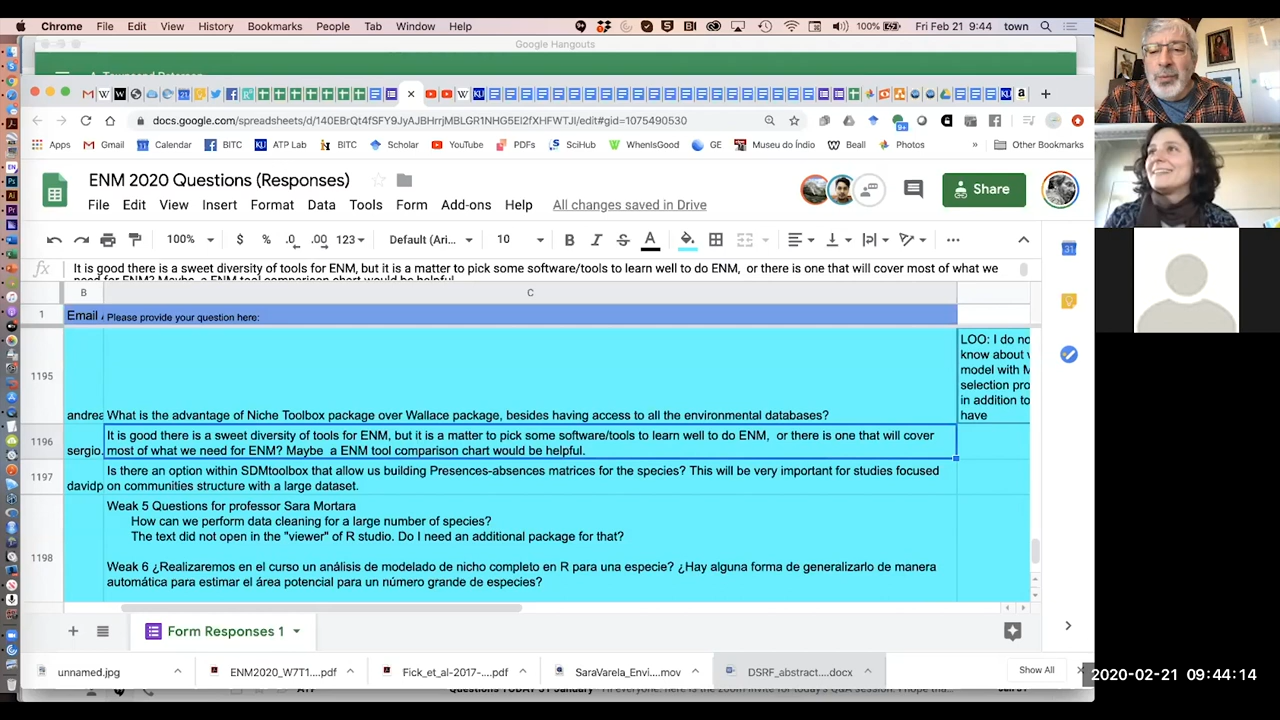 Chrome File Edit View History Bookmarks People Tab Window Help 100% Fri Feb 21 9:44 town
Google Hangouts
docs.google.com/spreadsheets/d/140EBrQt4fSFY9JyAJBHrrjMBLGR1NHG5EI2fXHFWTJI/edit#gid=1075490530
Apps Gmail Calendar BITC ATP Lab BITC Scholar YouTube PDFs SciHub WhenIsGood GE Museu do Índio Beall Photos » Other Bookmarks
ENM 2020 Questions (Responses)
Share
File Edit View Insert Format Data Tools Form Add-ons Help All changes saved in Drive
100% $ % .0 .00 123 Default (Ari... 10 B I S A
fx It is good there is a sweet diversity of tools for ENM, but it is a matter to pick some software/tools to learn well to do ENM, or there is one that will cover most of what we
need for ENM? Maybe a ENM tool comparison chart would be helpful
B C
1 Email Please provide your question here:
LOO: I do no
know about
model with M
selection pro
in addition to
have
1195 andrea What is the advantage of Niche Toolbox package over Wallace package, besides having access to all the environmental databases?
It is good there is a sweet diversity of tools for ENM, but it is a matter to pick some software/tools to learn well to do ENM, or there is one that will cover
1196 sergio. most of what we need for ENM? Maybe a ENM tool comparison chart would be helpful.
Is there an option within SDMtoolbox that allow us building Presences-absences matrices for the species? This will be very important for studies focused
1197 davidp on communities structure with a large dataset.
Weak 5 Questions for professor Sara Mortara
How can we perform data cleaning for a large number of species?
The text did not open in the "viewer" of R studio. Do I need an additional package for that?
1198
Weak 6 ¿Realizaremos en el curso un análisis de modelado de nicho completo en R para una especie? ¿Hay alguna forma de generalizarlo de manera
automática para estimar el área potencial para un número grande de especies?
Form Responses 1
unnamed.jpg ENM2020_W7T1....pdf Fick_et_al-2017-....pdf SaraVarela_Envi....mov DSRF_abstract....docx Show All
2020-02-21 09:44:14